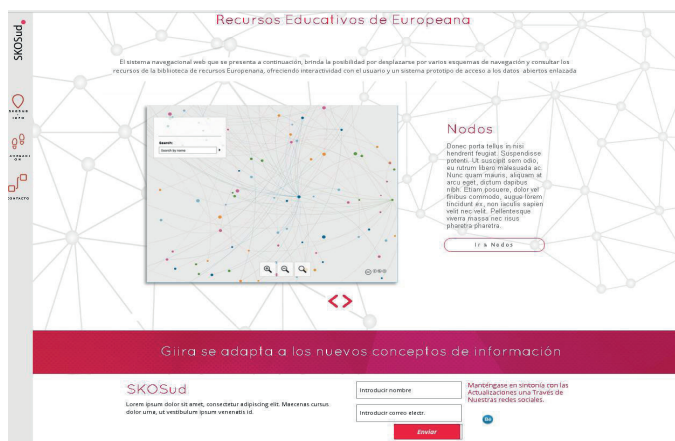 Recursos Educativos de Europeana
El sistema navegacional web que se presenta a continuación, brinda la posibilidad por desplazarse por varios esquemas de navegación y consultar los
recursos de la biblioteca de recursos Europenana, ofreciendo interactividad con el usuario y un sistema prototipo de acceso a los datos abiertos enlazada
SKOSud
CONTACTO
Search:
Search by name
Nodos
Donec porta tellus in nisi
hendrerit feugiat. Suspendisse
potenti. Ut suscipit sem odio,
eu rutrum libero malesuada ac.
Nunc quam mauris, aliquam at
arcu eget, dictum dapibus
nibh. Etiam posuere, dolor vel
finibus commodo, augue lorem
tincidunt ex, non iaculis sapien
velit nec velit. Pellentesque
viverra massa nec risus
pharetra pharetra.
Ir a Nodos
Giira se adapta a los nuevos conceptos de información
SKOSud
Lorem ipsum dolor sit amet, consectetur adipiscing elit. Maecenas cursus
dolor urna, ut vestibulum ipsum venenatis id.
Introducir nombre
Introducir correo electr.
Enviar
Manténgase en sintonía con las
Actualizaciones una Través de
Nuestras redes sociales.